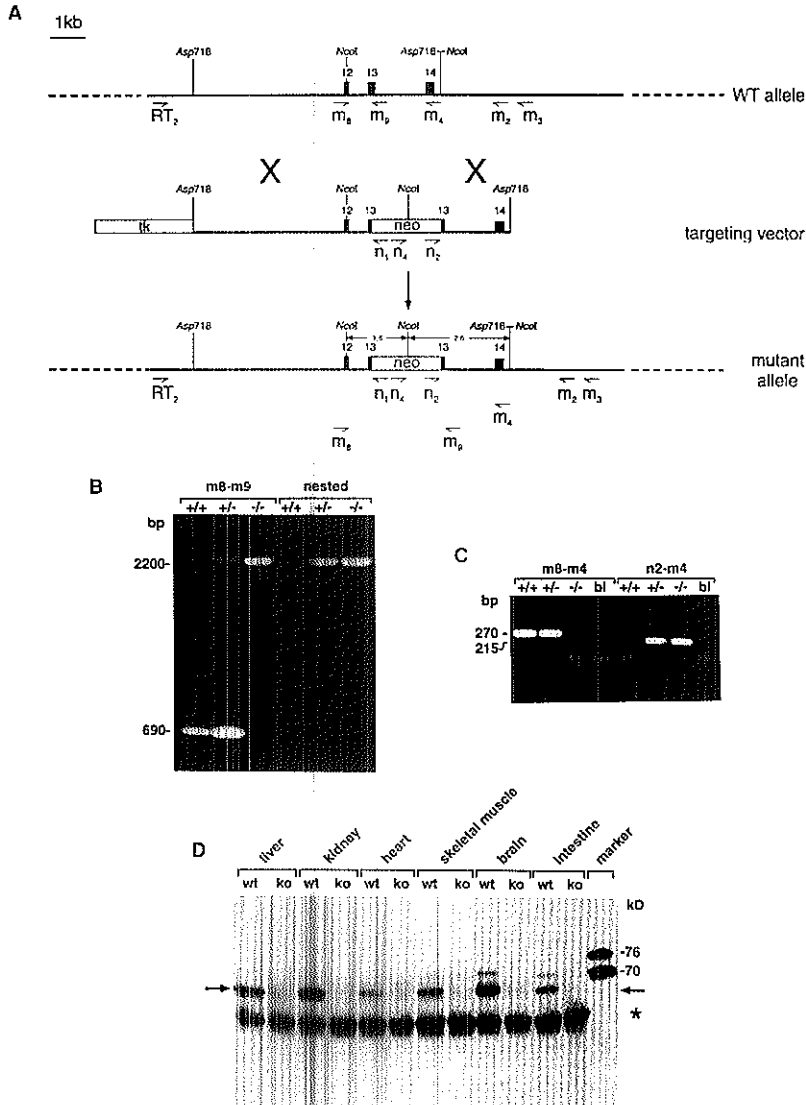 A
1kb
Asp718 NcoI Asp718 NcoI
12 13 14
WT allele
RT2 m8 m9 m4 m2 m3
X X
Asp718 NcoI NcoI Asp718
12 13 13 14
tk neo
targeting vector
n1 n4 n2
Asp718 NcoI NcoI Asp718 NcoI
12 13 13 14
neo
mutant
allele
RT2 n1 n4 n2 m2 m3
m4
m8 m9
B
m8-m9 nested
+/+ +/- -/- +/+ +/- -/-
bp
2200-
690-
C
m8-m4 n2-m4
+/+ +/- -/- bl +/+ +/- -/- bl
bp
270 -
215
D
liver kidney heart skeletal muscle brain intestine marker
wt ko wt ko wt ko wt ko wt ko wt ko
kD
-76
-70
*